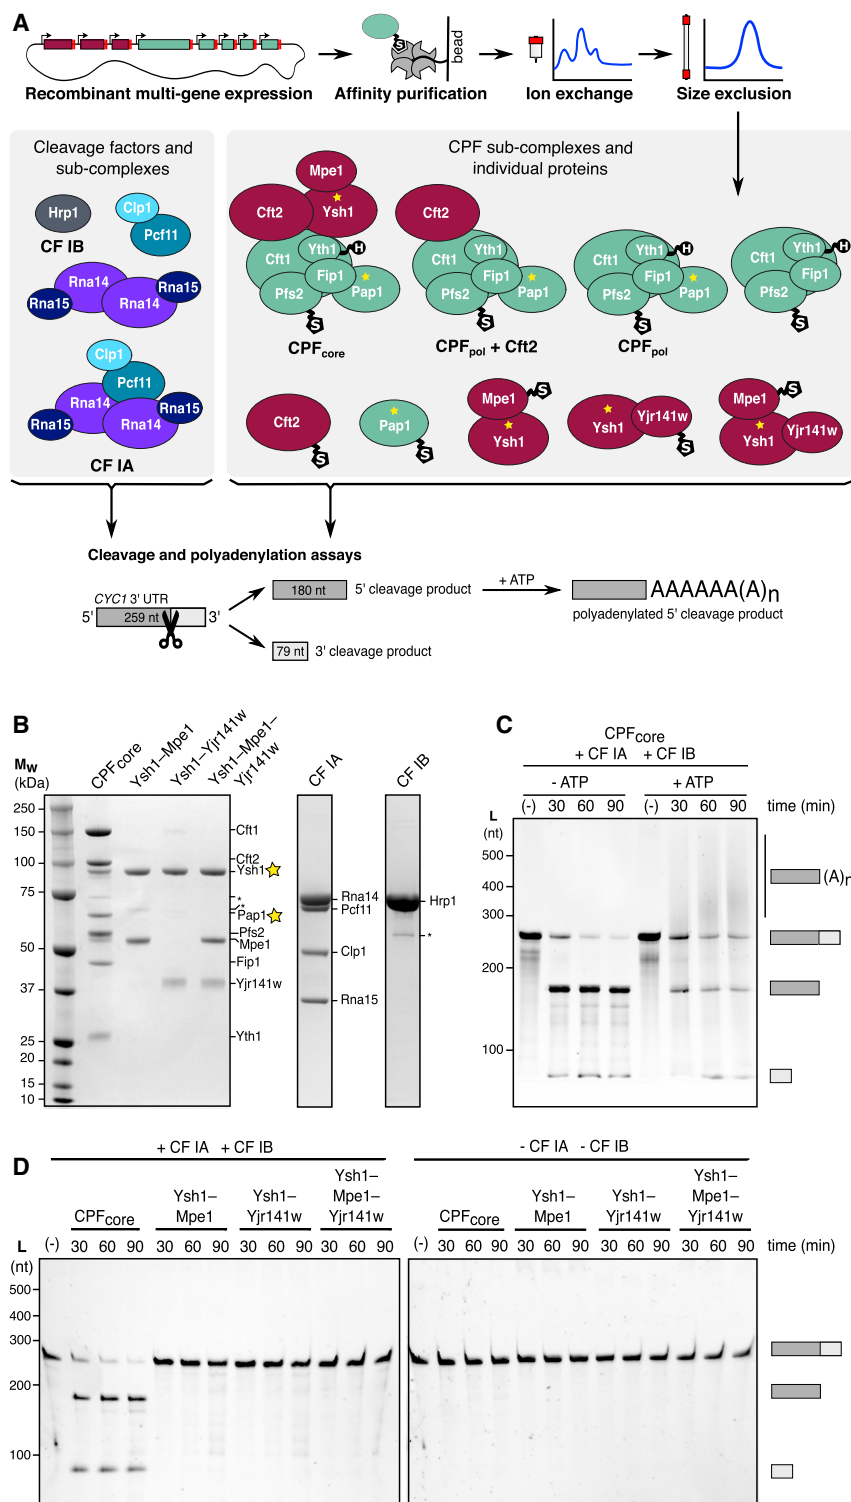 A
S
bead
Recombinant multi-gene expression
Affinity purification
Ion exchange
Size exclusion
Cleavage factors and
sub-complexes
CPF sub-complexes and
individual proteins
Hrp1
CF IB
Clp1
Pcf11
Rna14
Rna15
Rna14
Rna15
Clp1
Pcf11
Rna14
Rna15
Rna14
Rna15
CF IA
Mpe1
Cft2
Ysh1
Cft1
Yth1
H
Fip1
Pfs2
Pap1
S
CPFcore
Cft2
Cft1
Yth1
Fip1
Pfs2
Pap1
S
CPFpol + Cft2
Cft1
Yth1
H
Fip1
Pfs2
Pap1
S
CPFpol
Cft1
Yth1
H
Fip1
Pfs2
S
Cft2
S
Pap1
S
Mpe1
S
Ysh1
Ysh1
Yjr141w
S
Mpe1
S
Ysh1
Yjr141w
Cleavage and polyadenylation assays
CYC1 3' UTR
5'
259 nt
3'
180 nt
5' cleavage product
+ ATP
AAAAAA(A)n
polyadenylated 5' cleavage product
79 nt
3' cleavage product
B
MW
(kDa)
CPFcore
Ysh1–Mpe1
Ysh1–Yjr141w
Ysh1–Mpe1–
Yjr141w
CF IA
CF IB
250
150
100
75
50
37
25
20
15
10
Cft1
Cft2
Ysh1
*
*
Pap1
Pfs2
Mpe1
Fip1
Yjr141w
Yth1
Rna14
Pcf11
Clp1
Rna15
Hrp1
*
C
CPFcore
+ CF IA + CF IB
- ATP
+ ATP
L
(-) 30 60 90 (-) 30 60 90 time (min)
(nt)
500
400
300
200
100
(A)n
D
+ CF IA + CF IB
- CF IA - CF IB
CPFcore
Ysh1–
Mpe1
Ysh1–
Yjr141w
Ysh1–
Mpe1–
Yjr141w
CPFcore
Ysh1–
Mpe1
Ysh1–
Yjr141w
Ysh1–
Mpe1–
Yjr141w
L (-) 30 60 90 30 60 90 30 60 90 30 60 90 (-) 30 60 90 30 60 90 30 60 90 30 60 90 time (min)
(nt)
500
400
300
200
100